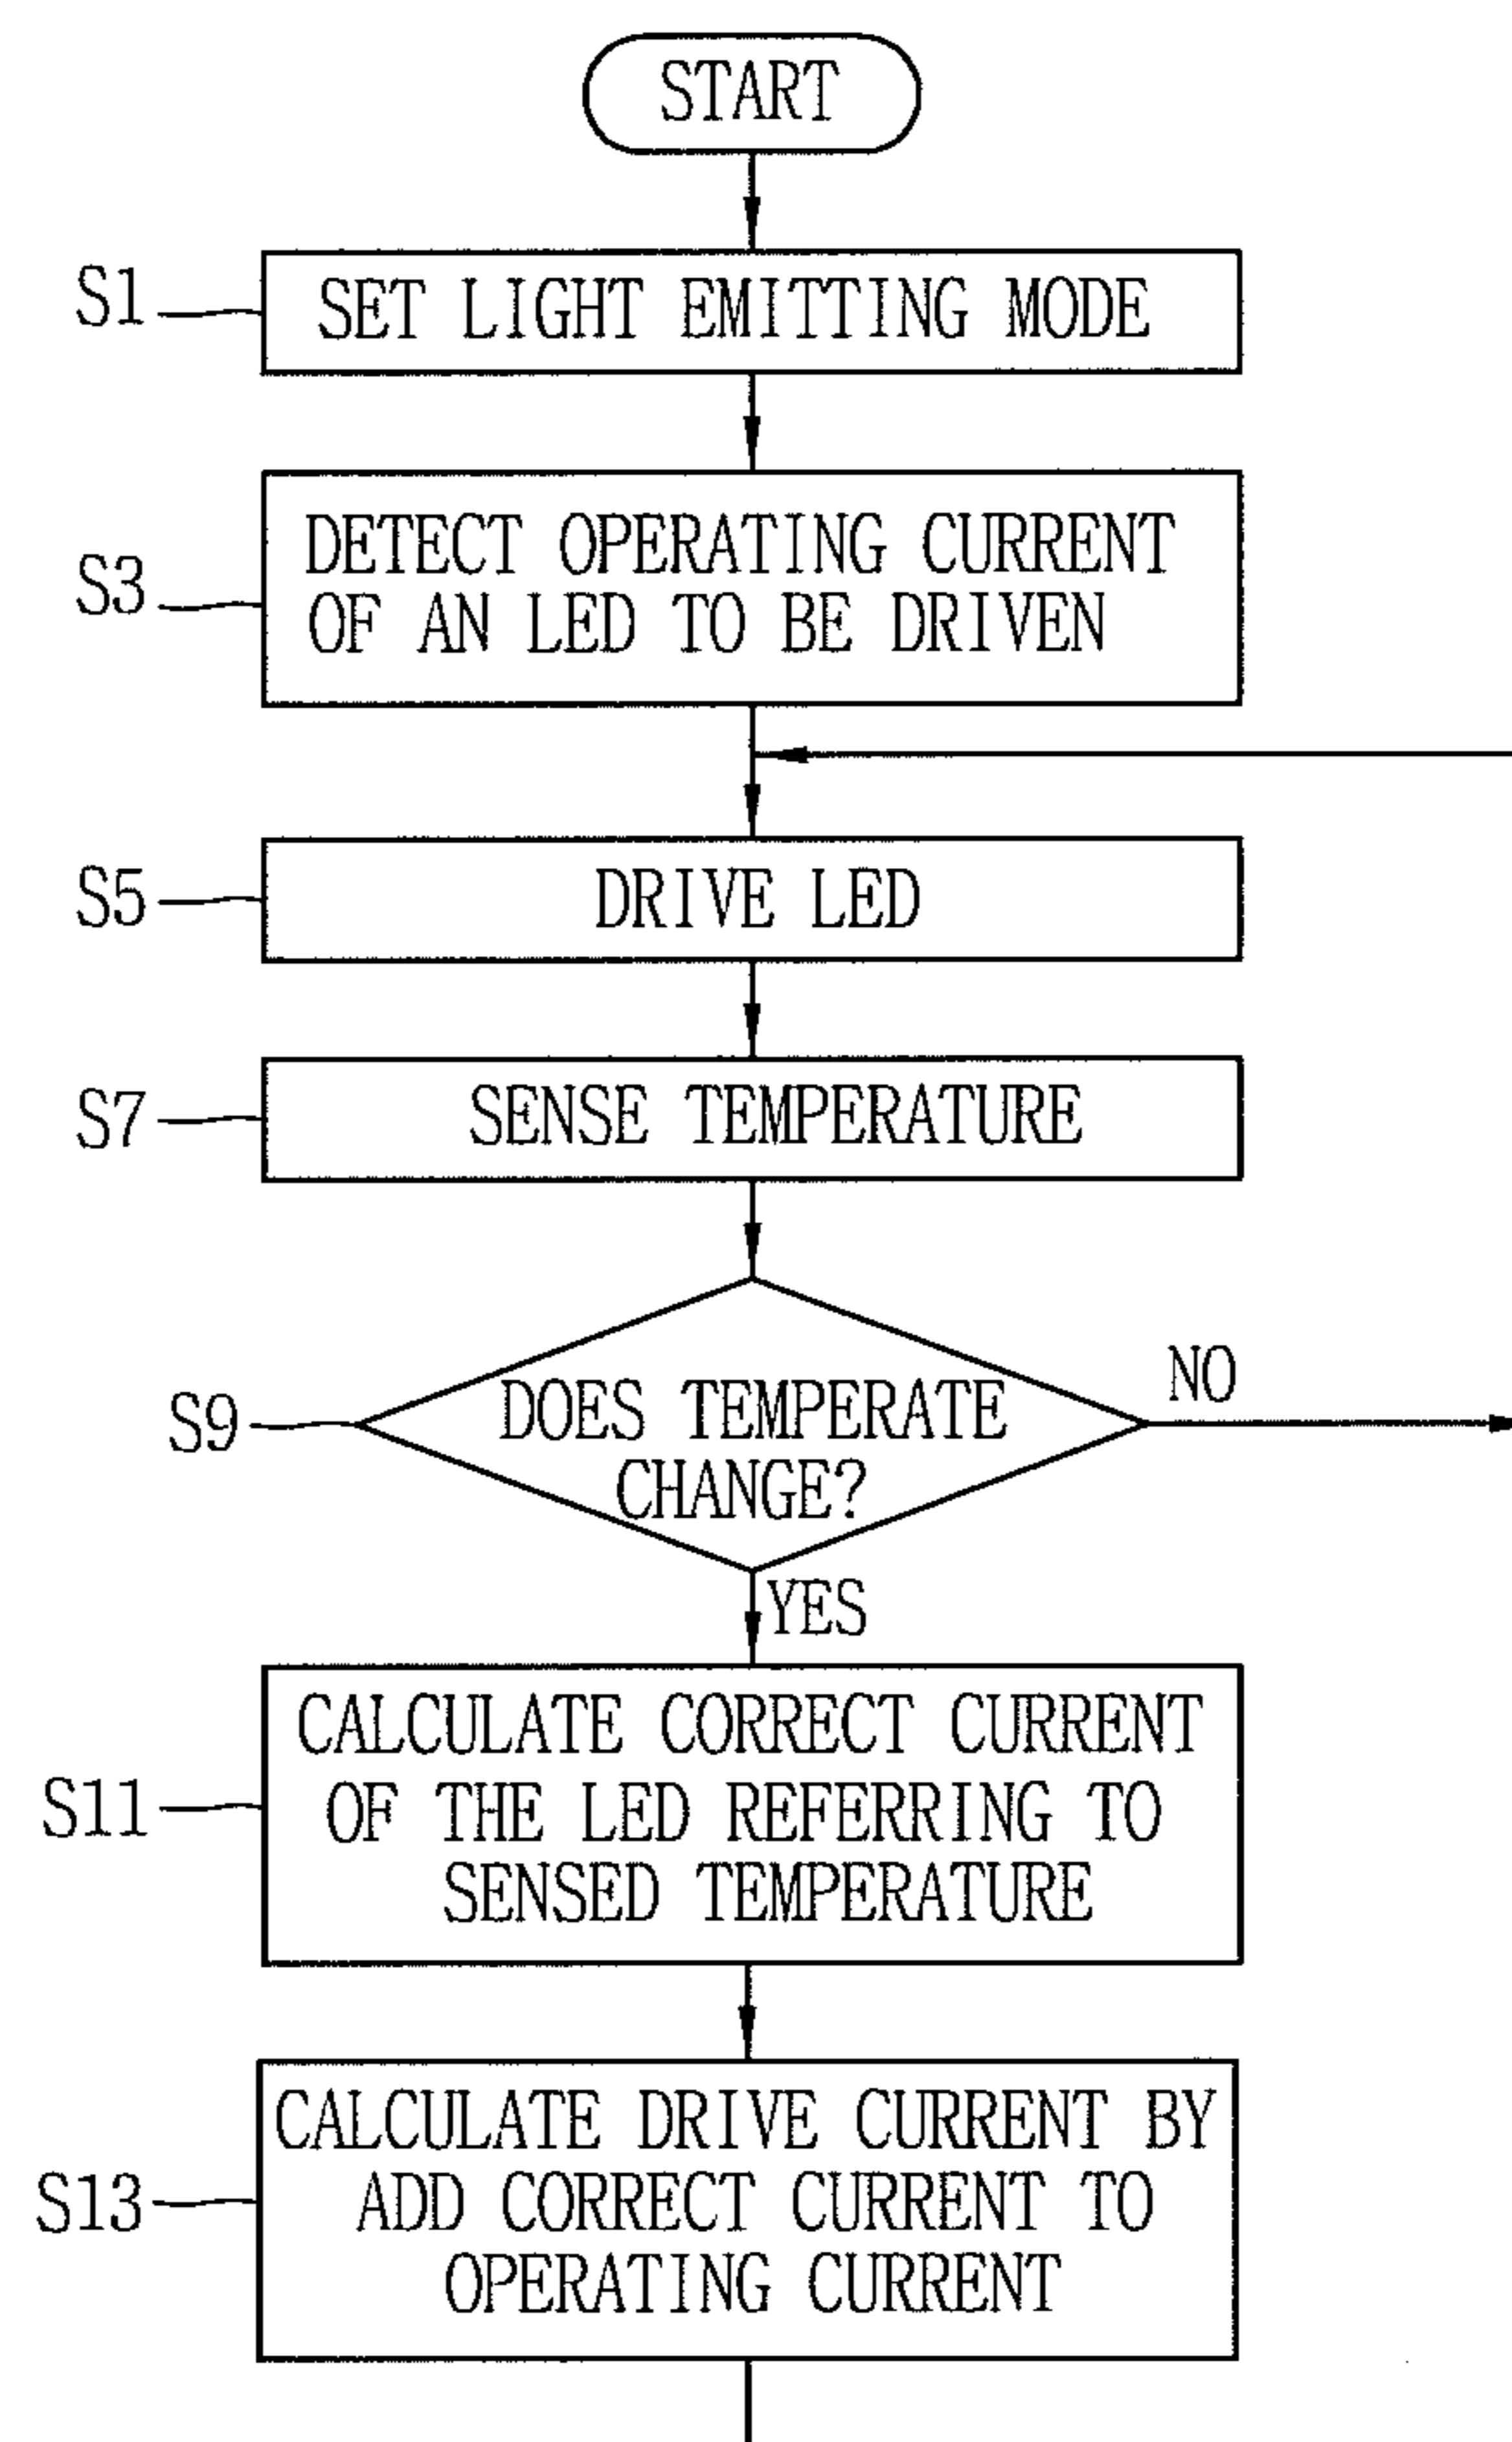 START
S1
SET LIGHT EMITTING MODE
S3
DETECT OPERATING CURRENT
OF AN LED TO BE DRIVEN
S5
DRIVE LED
S7
SENSE TEMPERATURE
S9
DOES TEMPERATE
CHANGE?
NO
YES
S11
CALCULATE CORRECT CURRENT
OF THE LED REFERRING TO
SENSED TEMPERATURE
S13
CALCULATE DRIVE CURRENT BY
ADD CORRECT CURRENT TO
OPERATING CURRENT